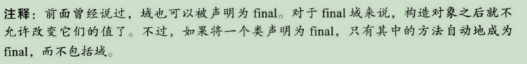 注释：前面曾经说过，域也可以被声明为 final。对于 final 域来说，构造对象之后就不
允许改变它们的值了。不过，如果将一个类声明为 final，只有其中的方法自动地成为
final，而不包括域。